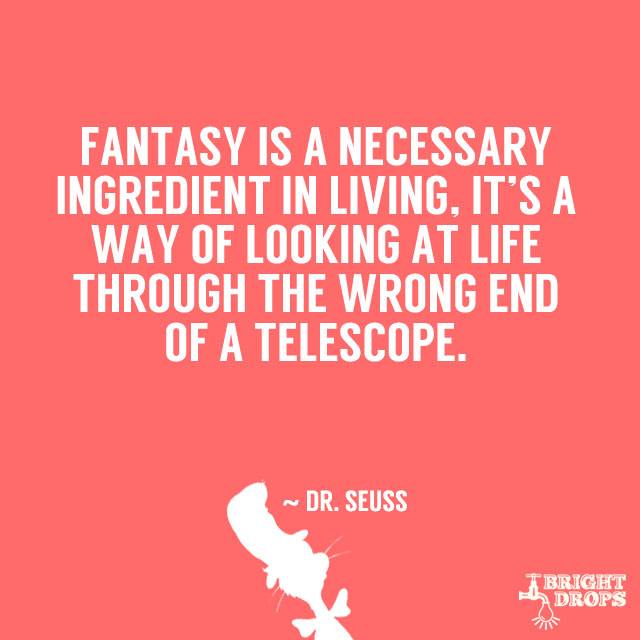 FANTASY IS A NECESSARY
INGREDIENT IN LIVING, IT'S A
WAY OF LOOKING AT LIFE
THROUGH THE WRONG END
OF A TELESCOPE.
~ DR. SEUSS
BRIGHT
DROPS